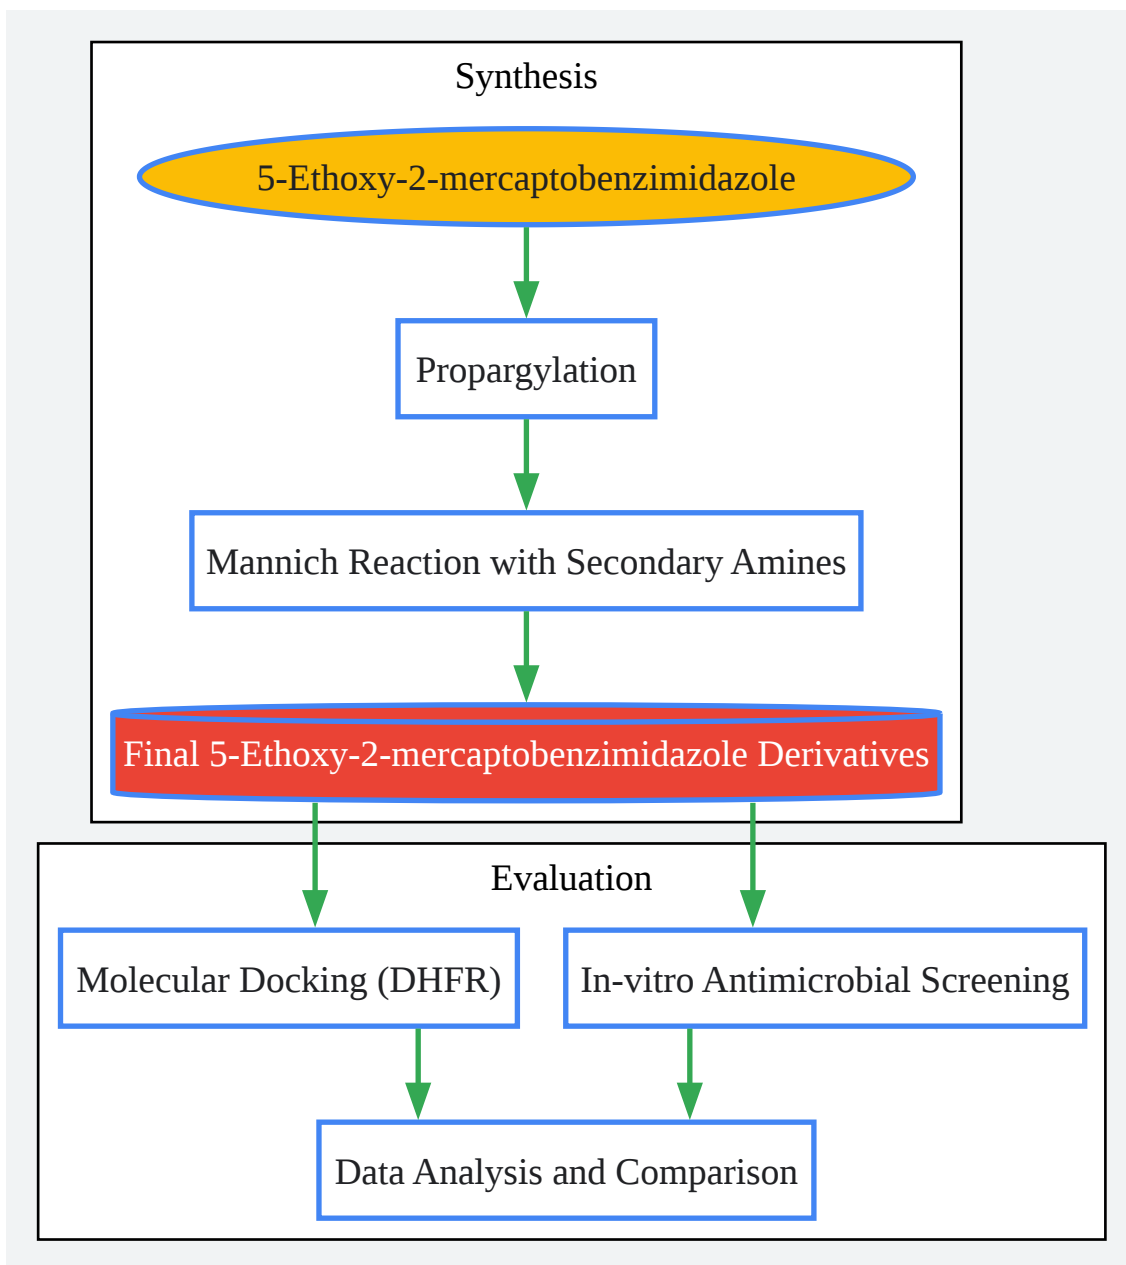 Synthesis
5-Ethoxy-2-mercaptobenzimidazole
Propargylation
Mannich Reaction with Secondary Amines
Final 5-Ethoxy-2-mercaptobenzimidazole Derivatives
Evaluation
Molecular Docking (DHFR)
In-vitro Antimicrobial Screening
Data Analysis and Comparison